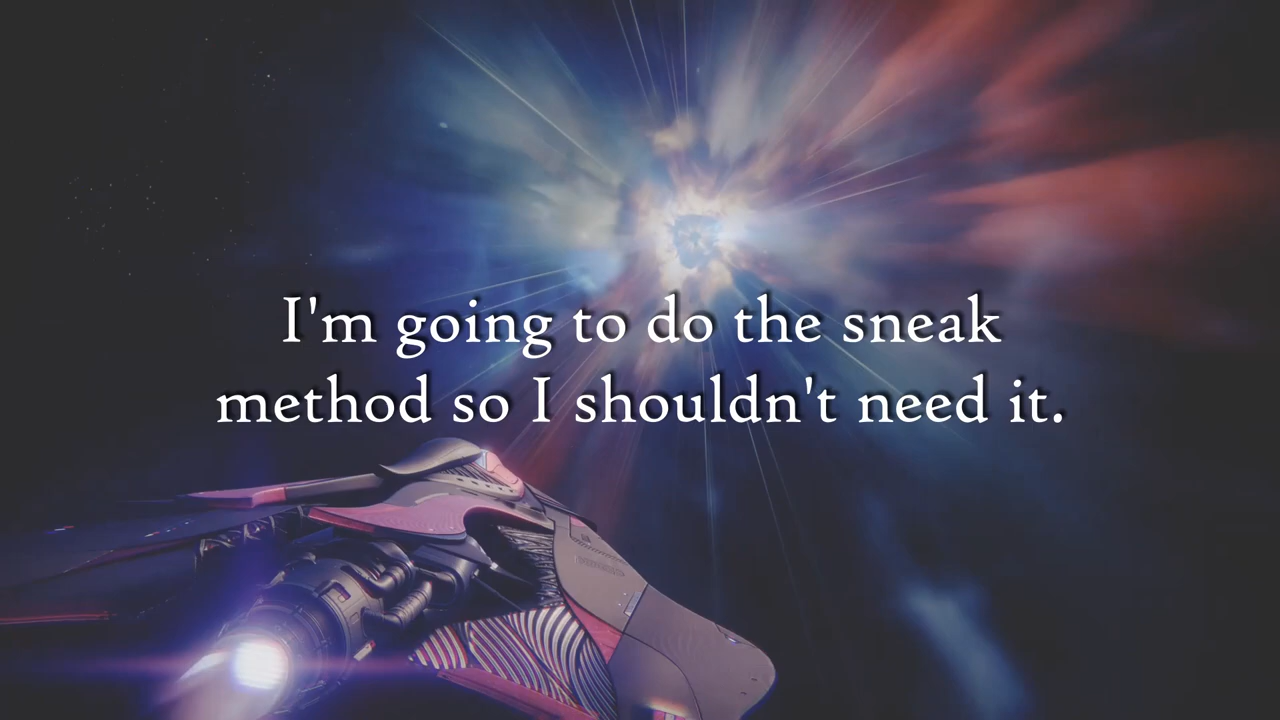 I'm going to do the sneak
method so I shouldn't need it.